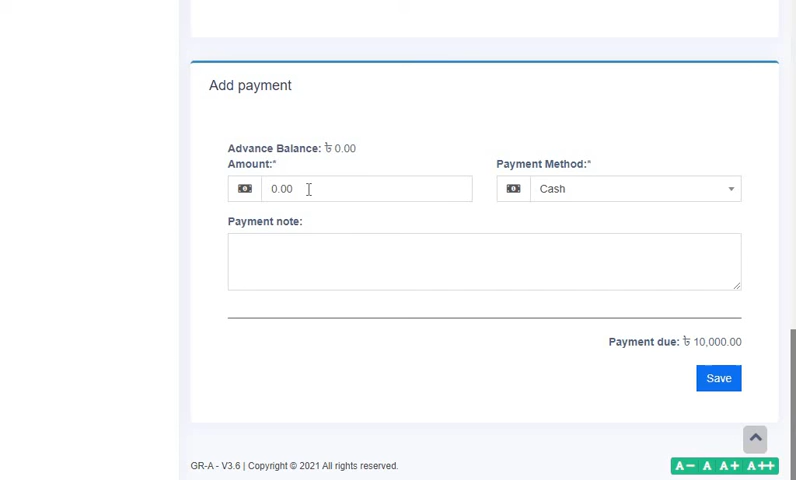 Add payment
Advance Balance: ৳ 0.00
Amount:*
Payment Method:*
0.00
Cash
Payment note:
Payment due: ৳ 10,000.00
Save
GR-A - V3.6 | Copyright © 2021 All rights reserved.
A− A A+ A++